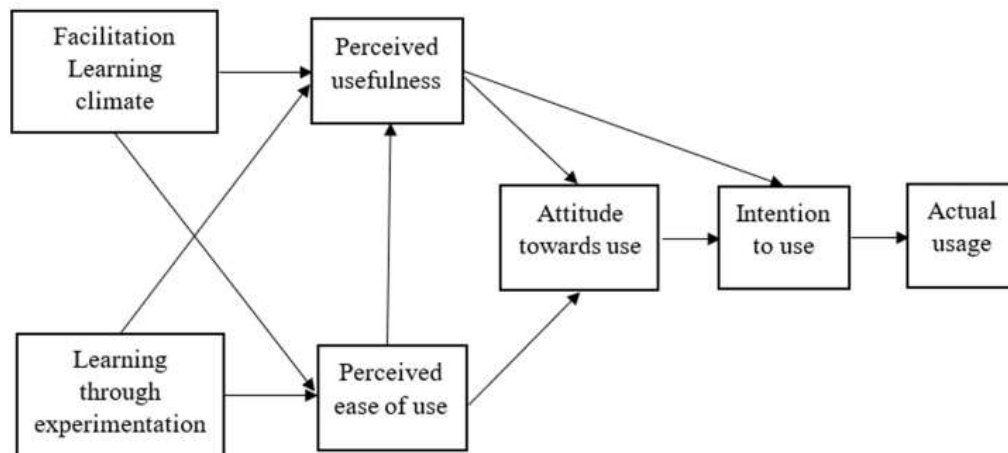 Facilitation
Learning
climate
Perceived
usefulness
Attitude
towards use
Intention
to use
Actual
usage
Learning
through
experimentation
Perceived
ease of use